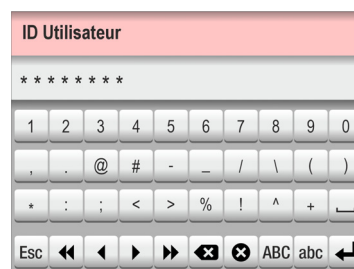 ID Utilisateur
* * * * * * * *
1 2 3 4 5 6 7 8 9 0
, . @ # - _ / \ ( )
* : ; < > % ! ^ +
Esc ABC abc